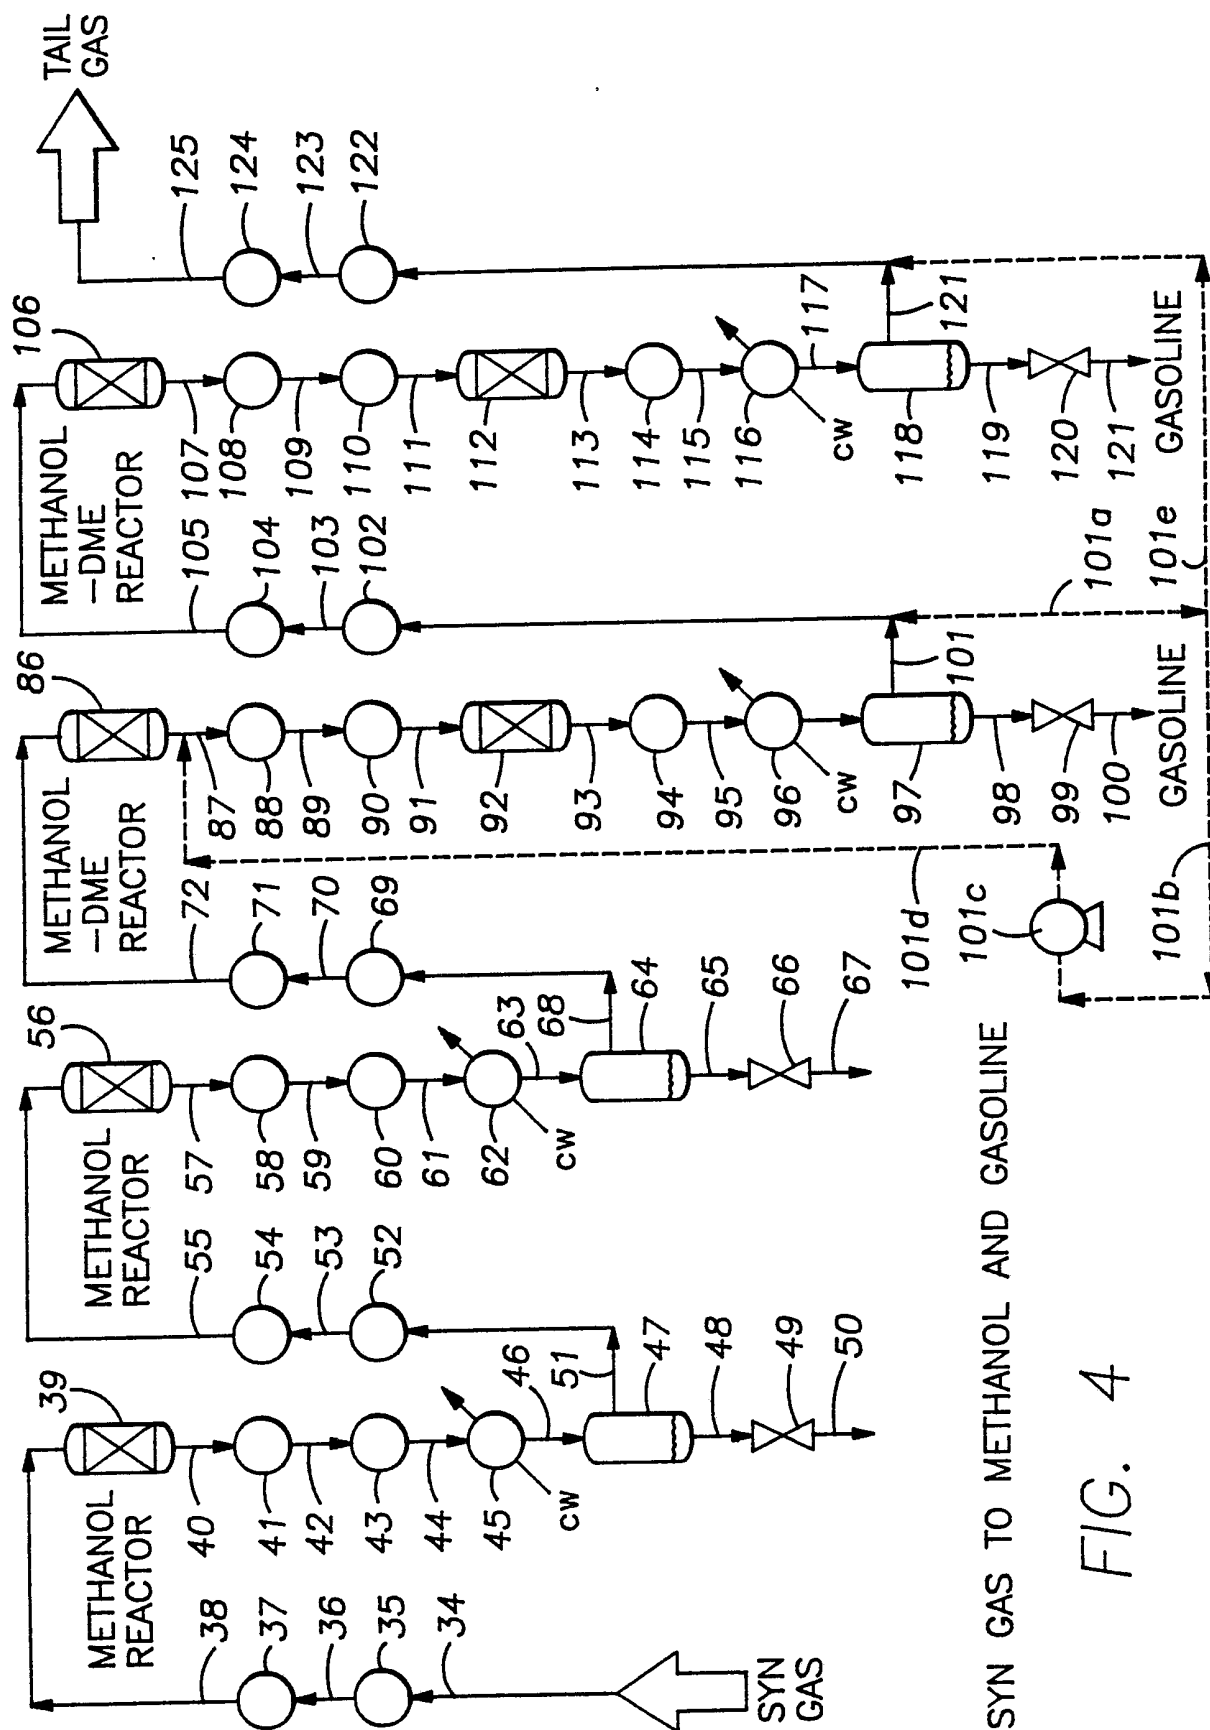 SYN
GAS
34
35
36
37
38
METHANOL
REACTOR
39
40
41
42
43
44
45
cw
46
47
48
49
50
51
52
53
54
55
METHANOL
REACTOR
56
57
58
59
60
61
62
cw
63
64
65
66
67
68
69
70
71
72
METHANOL
-DME
REACTOR
86
87
88
89
90
91
92
93
94
95
96
cw
97
98
99
100
GASOLINE
101
101a
101b
101c
101d
101e
102
103
104
105
METHANOL
-DME
REACTOR
106
107
108
109
110
111
112
113
114
115
116
cw
117
118
119
120
121
GASOLINE
121
122
123
124
125
TAIL
GAS
SYN GAS TO METHANOL AND GASOLINE
FIG. 4